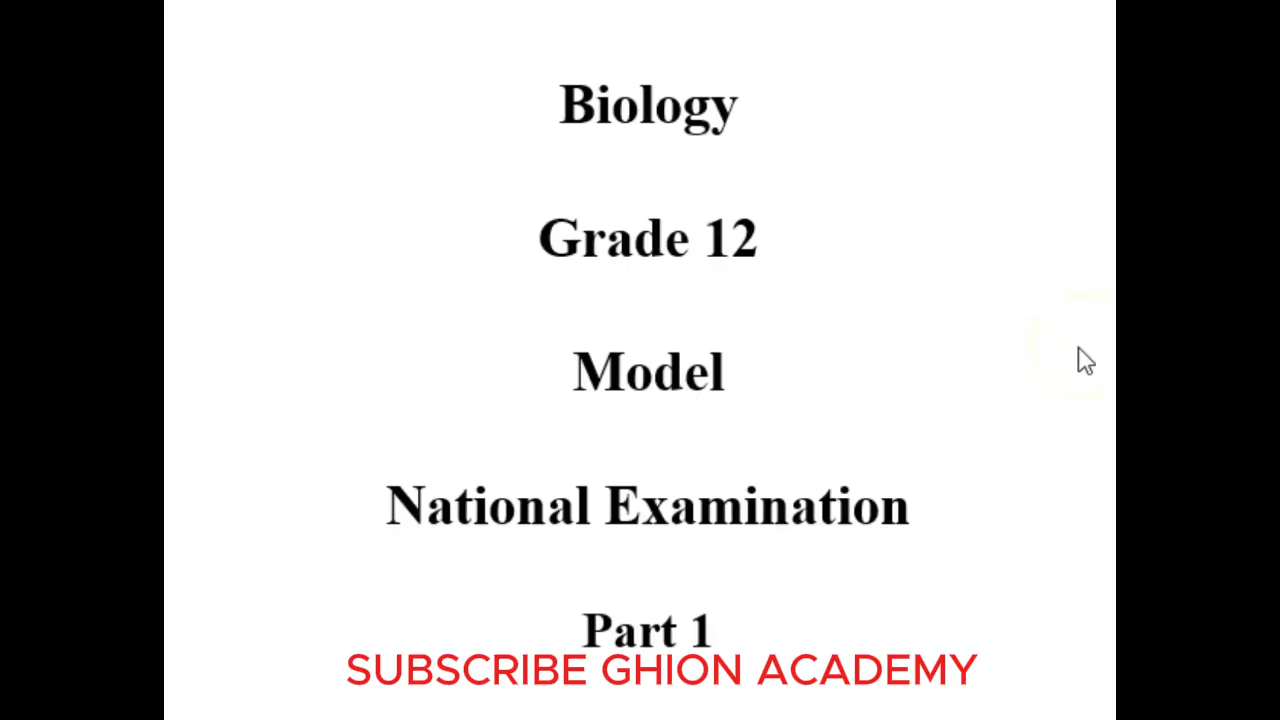 Biology
Grade 12
Model
National Examination
Part 1
SUBSCRIBE GHION ACADEMY